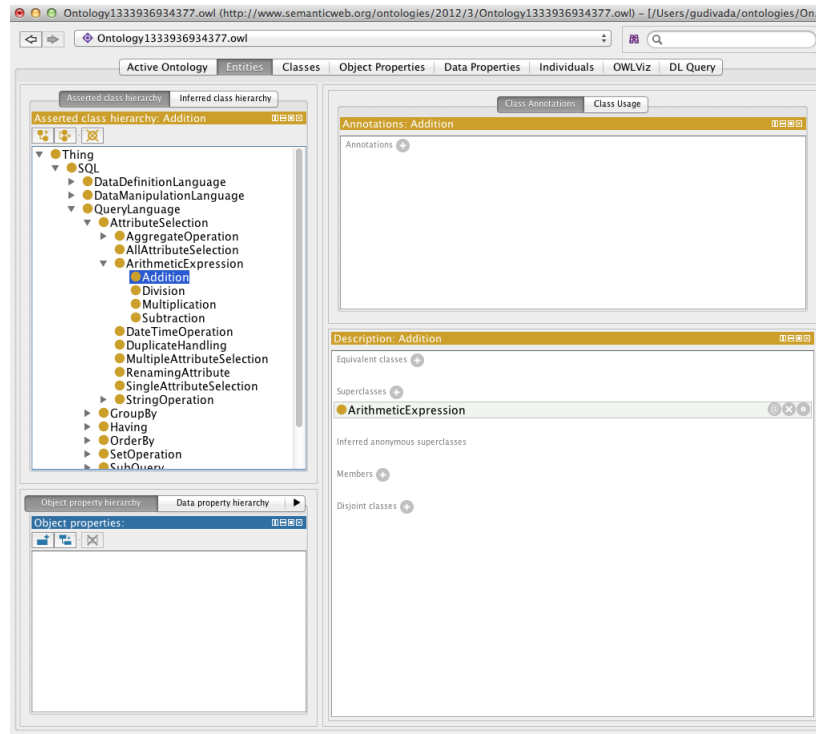 Ontology1333936934377.owl (http://www.semanticweb.org/ontologies/2012/3/Ontology1333936934377.owl) – [/Users/gudivada/ontologies/On
Ontology1333936934377.owl
Active Ontology Entities Classes Object Properties Data Properties Individuals OWLViz DL Query
Asserted class hierarchy Inferred class hierarchy
Asserted class hierarchy: Addition
Thing
SQL
DataDefinitionLanguage
DataManipulationLanguage
QueryLanguage
AttributeSelection
AggregateOperation
AllAttributeSelection
ArithmeticExpression
Addition
Division
Multiplication
Subtraction
DateTimeOperation
DuplicateHandling
MultipleAttributeSelection
RenamingAttribute
SingleAttributeSelection
StringOperation
GroupBy
Having
OrderBy
SetOperation
SubQuery
Object property hierarchy Data property hierarchy
Object properties:
Class Annotations Class Usage
Annotations: Addition
Annotations
Description: Addition
Equivalent classes
Superclasses
ArithmeticExpression
Inferred anonymous superclasses
Members
Disjoint classes